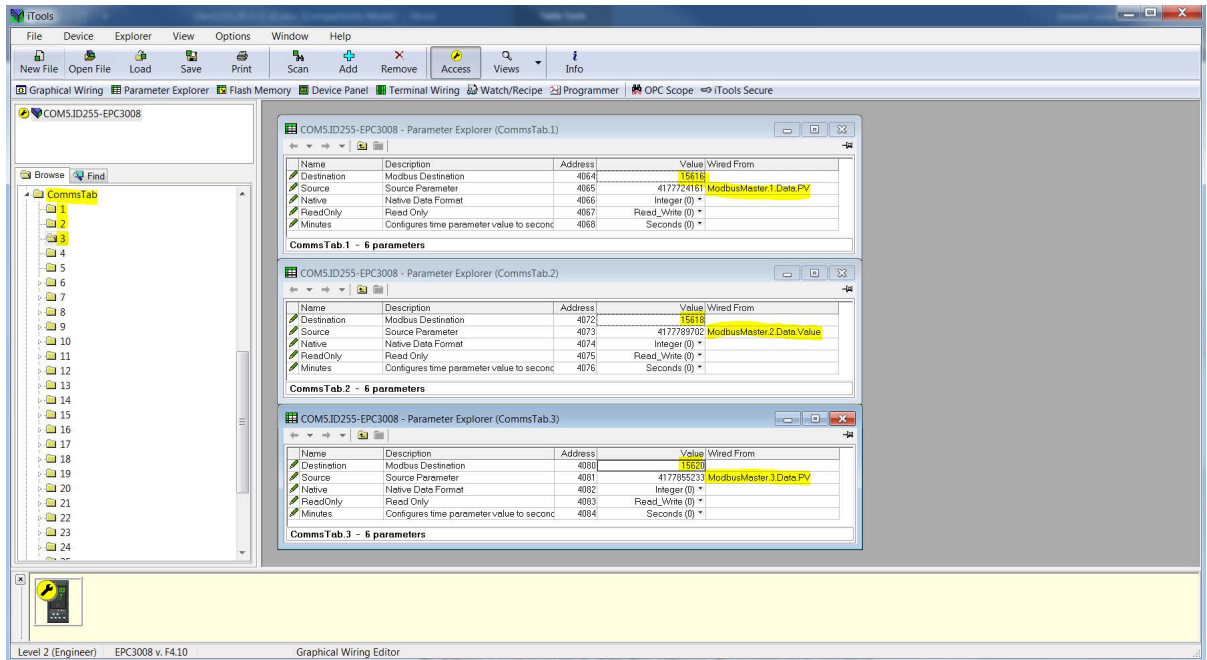 iTools
File Device Explorer View Options Window Help
New File Open File Load Save Print Scan Add Remove Access Views Info
Graphical Wiring Parameter Explorer Flash Memory Device Panel Terminal Wiring Watch/Recipe Programmer OPC Scope iTools Secure
COM5.ID255-EPC3008
Browse Find
CommsTab
1
2
3
4
5
6
7
8
9
10
11
12
13
14
15
16
17
18
19
20
21
22
23
24
COM5.ID255-EPC3008 - Parameter Explorer (CommsTab.1)
Name Description Address Value Wired From
Destination Modbus Destination 4064 15616
Source Source Parameter 4065 4177724161 ModbusMaster.1.Data.PV
Native Native Data Format 4066 Integer (0)
ReadOnly Read Only 4067 Read_Write (0)
Minutes Configures time parameter value to second 4068 Seconds (0)
CommsTab.1 - 6 parameters
COM5.ID255-EPC3008 - Parameter Explorer (CommsTab.2)
Name Description Address Value Wired From
Destination Modbus Destination 4072 15618
Source Source Parameter 4073 4177789702 ModbusMaster.2.Data.Value
Native Native Data Format 4074 Integer (0)
ReadOnly Read Only 4075 Read_Write (0)
Minutes Configures time parameter value to second 4076 Seconds (0)
CommsTab.2 - 6 parameters
COM5.ID255-EPC3008 - Parameter Explorer (CommsTab.3)
Name Description Address Value Wired From
Destination Modbus Destination 4080 15620
Source Source Parameter 4081 4177855233 ModbusMaster.3.Data.PV
Native Native Data Format 4082 Integer (0)
ReadOnly Read Only 4083 Read_Write (0)
Minutes Configures time parameter value to second 4084 Seconds (0)
CommsTab.3 - 6 parameters
Level 2 (Engineer) EPC3008 v. F4.10 Graphical Wiring Editor